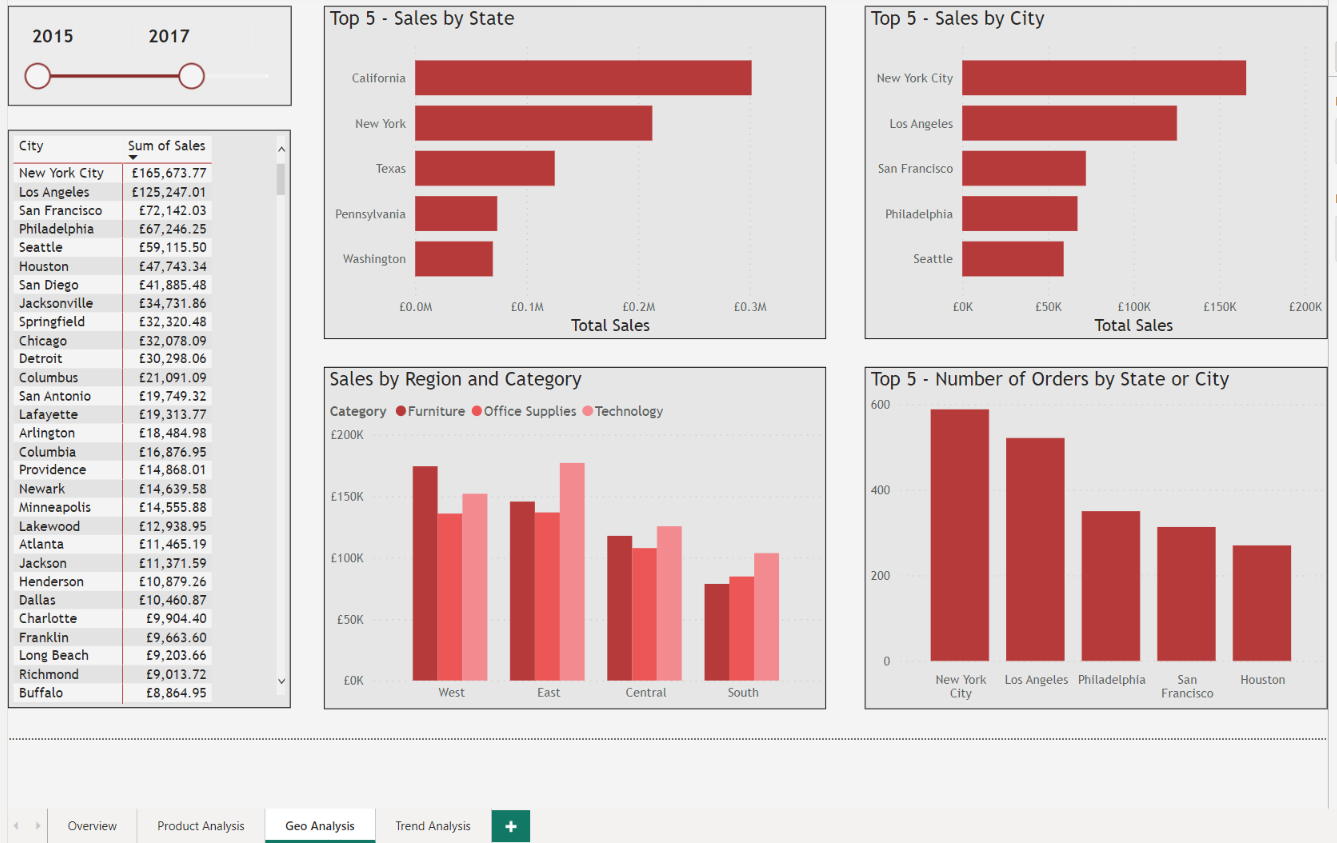 2015 2017
City Sum of Sales
New York City £165,673.77
Los Angeles £125,247.01
San Francisco £72,142.03
Philadelphia £67,246.25
Seattle £59,115.50
Houston £47,743.34
San Diego £41,885.48
Jacksonville £34,731.86
Springfield £32,320.48
Chicago £32,078.09
Detroit £30,298.06
Columbus £21,091.09
San Antonio £19,749.32
Lafayette £19,313.77
Arlington £18,484.98
Columbia £16,876.95
Providence £14,868.01
Newark £14,639.58
Minneapolis £14,555.88
Lakewood £12,938.95
Atlanta £11,465.19
Jackson £11,371.59
Henderson £10,879.26
Dallas £10,460.87
Charlotte £9,904.40
Franklin £9,663.60
Long Beach £9,203.66
Richmond £9,013.72
Buffalo £8,864.95
Top 5 - Sales by State
California
New York
Texas
Pennsylvania
Washington
£0.0M £0.1M £0.2M £0.3M
Total Sales
Top 5 - Sales by City
New York City
Los Angeles
San Francisco
Philadelphia
Seattle
£0K £50K £100K £150K £200K
Total Sales
Sales by Region and Category
Category Furniture Office Supplies Technology
£200K
£150K
£100K
£50K
£0K
West East Central South
Top 5 - Number of Orders by State or City
600
400
200
0
New York City Los Angeles Philadelphia San Francisco Houston
Overview Product Analysis Geo Analysis Trend Analysis +